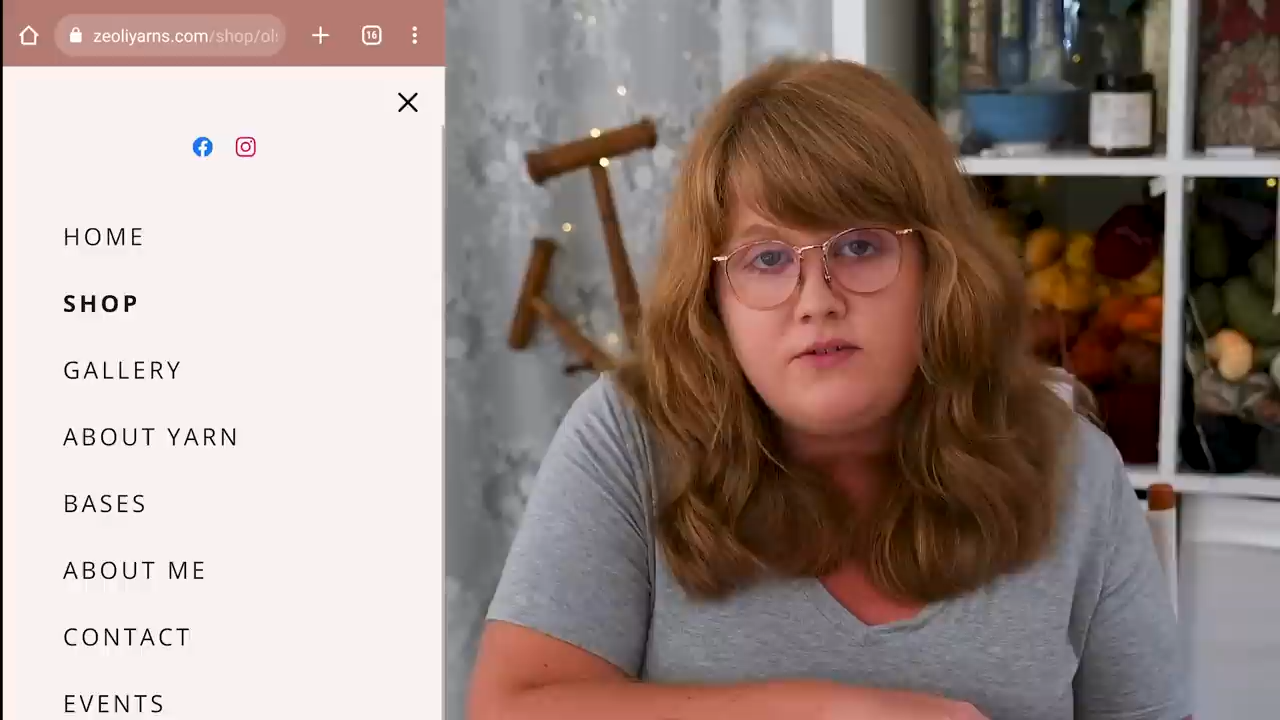 zeoliyarns.com/shop/ol
16
HOME
SHOP
GALLERY
ABOUT YARN
BASES
ABOUT ME
CONTACT
EVENTS